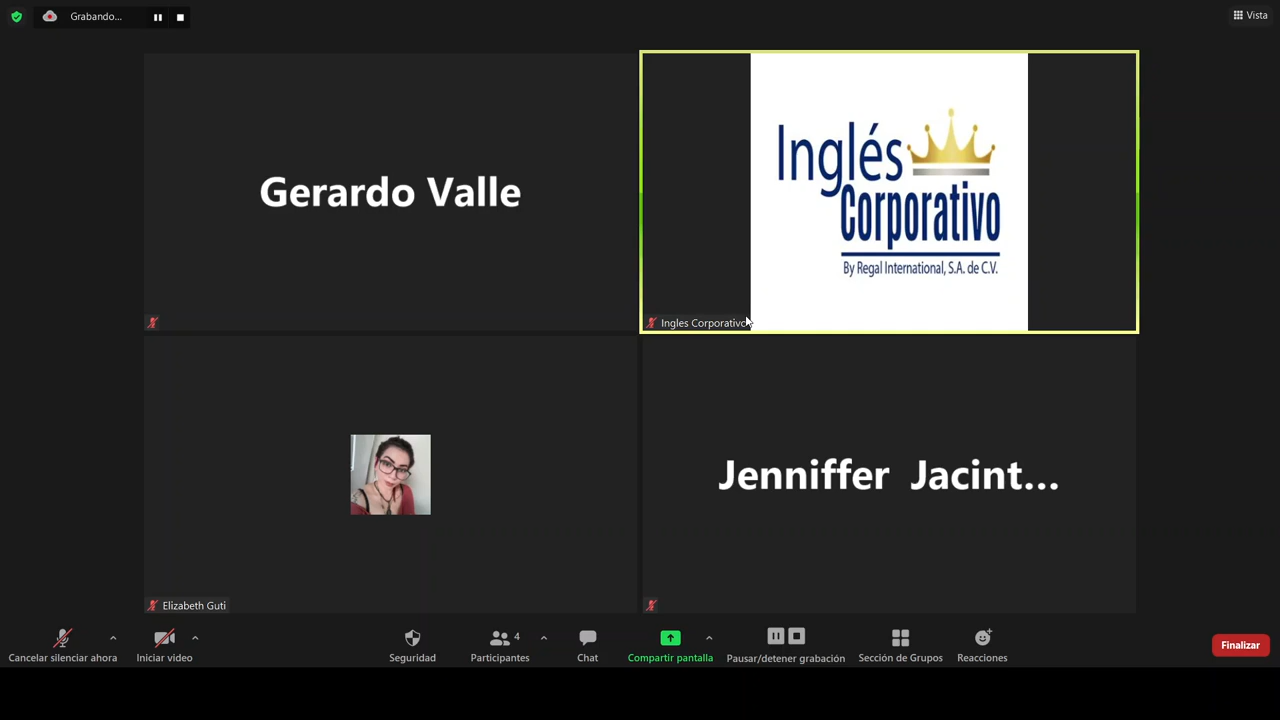 Grabando...
Vista
Gerardo Valle
Inglés
Corporativo
By Regal International, S.A. de C.V.
Ingles Corporativo
Jenniffer Jacint...
Elizabeth Guti
4
Cancelar silenciar ahora
Iniciar video
Seguridad
Participantes
Chat
Compartir pantalla
Pausar/detener grabación
Sección de Grupos
Reacciones
Finalizar